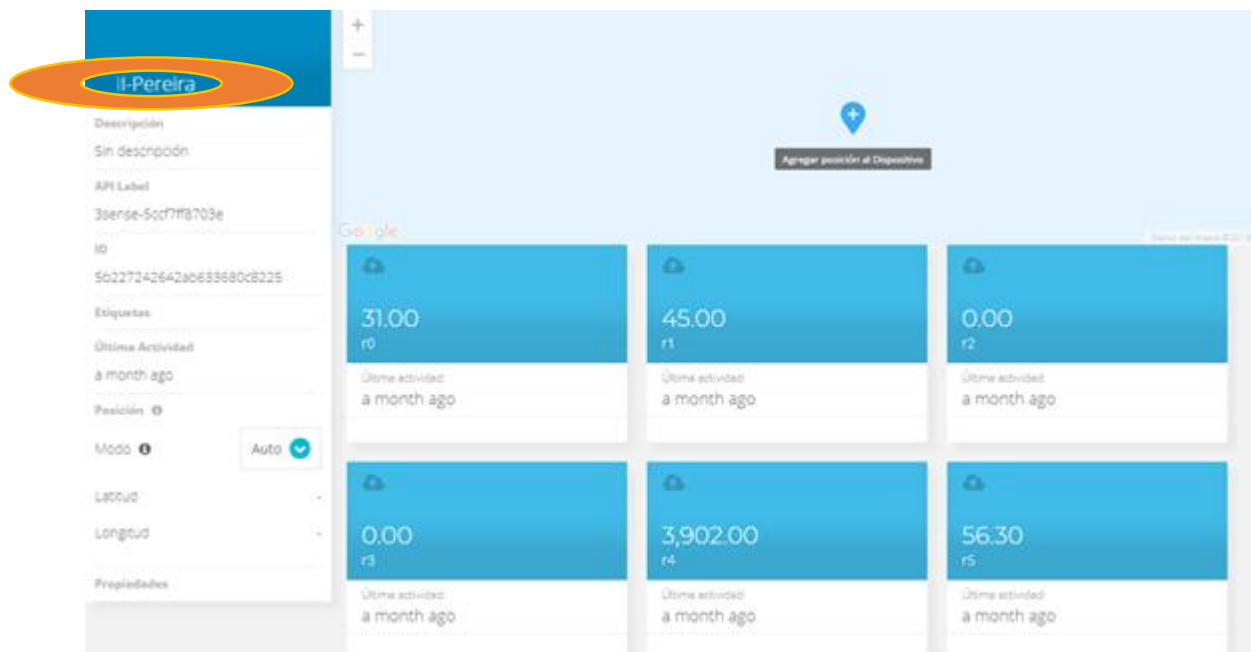 +
−
-Pereira
Descripción
Sin descripción
API Label
3sense-5ccf7ff8703e
ID
5b227242642ab633680c8225
Etiquetas
Última Actividad
a month ago
Posición
Modo
Auto
Latitud -
Longitud -
Propiedades
Agregar posición al Dispositivo
Google
31.00
r0
Última actividad:
a month ago
45.00
r1
Última actividad:
a month ago
0.00
r2
Última actividad:
a month ago
0.00
r3
Última actividad:
a month ago
3,902.00
r4
Última actividad:
a month ago
56.30
r5
Última actividad:
a month ago